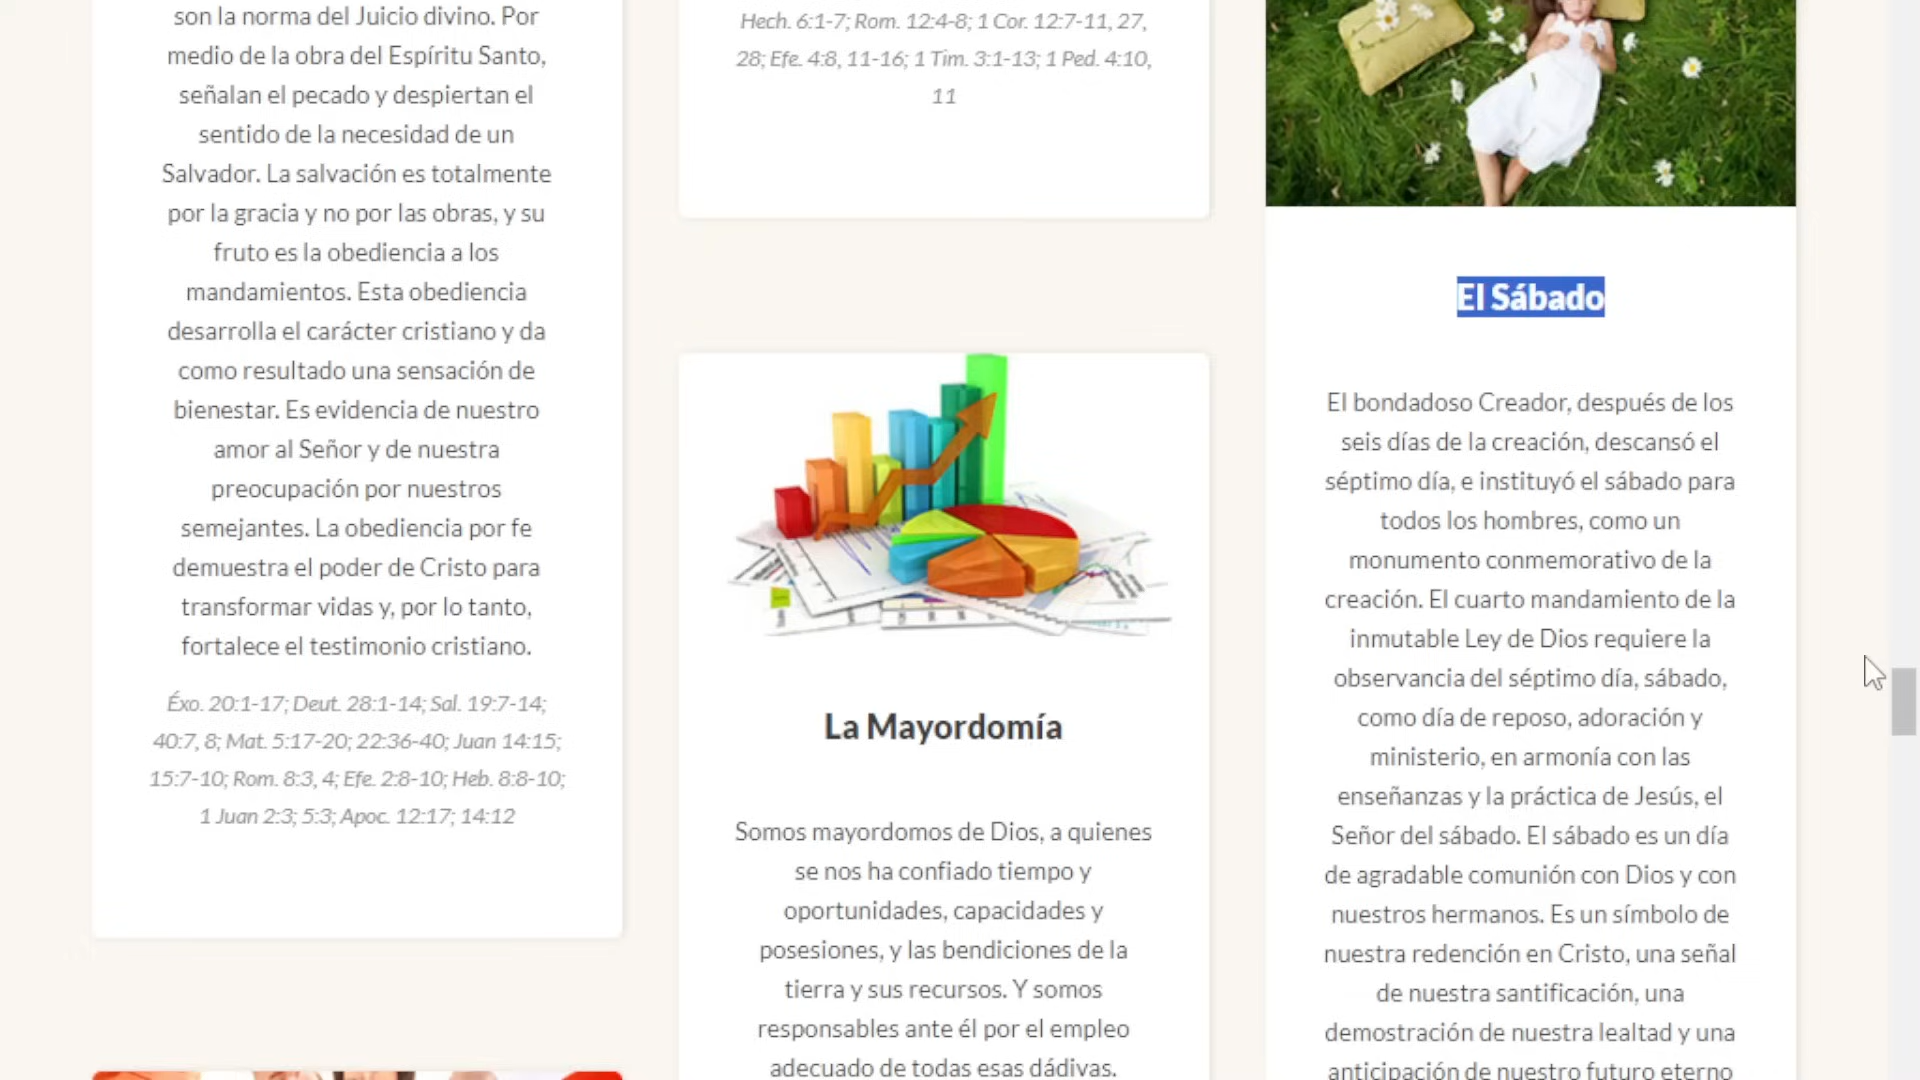 son la norma del Juicio divino. Por
medio de la obra del Espíritu Santo,
señalan el pecado y despiertan el
sentido de la necesidad de un
Salvador. La salvación es totalmente
por la gracia y no por las obras, y su
fruto es la obediencia a los
mandamientos. Esta obediencia
desarrolla el carácter cristiano y da
como resultado una sensación de
bienestar. Es evidencia de nuestro
amor al Señor y de nuestra
preocupación por nuestros
semejantes. La obediencia por fe
demuestra el poder de Cristo para
transformar vidas y, por lo tanto,
fortalece el testimonio cristiano.
Éxo. 20:1-17; Deut. 28:1-14; Sal. 19:7-14;
40:7, 8; Mat. 5:17-20; 22:36-40; Juan 14:15;
15:7-10; Rom. 8:3, 4; Efe. 2:8-10; Heb. 8:8-10;
1 Juan 2:3; 5:3; Apoc. 12:17; 14:12
Hech. 6:1-7; Rom. 12:4-8; 1 Cor. 12:7-11, 27,
28; Efe. 4:8, 11-16; 1 Tim. 3:1-13; 1 Ped. 4:10,
11
La Mayordomía
Somos mayordomos de Dios, a quienes
se nos ha confiado tiempo y
oportunidades, capacidades y
posesiones, y las bendiciones de la
tierra y sus recursos. Y somos
responsables ante él por el empleo
adecuado de todas esas dádivas.
El Sábado
El bondadoso Creador, después de los
seis días de la creación, descansó el
séptimo día, e instituyó el sábado para
todos los hombres, como un
monumento conmemorativo de la
creación. El cuarto mandamiento de la
inmutable Ley de Dios requiere la
observancia del séptimo día, sábado,
como día de reposo, adoración y
ministerio, en armonía con las
enseñanzas y la práctica de Jesús, el
Señor del sábado. El sábado es un día
de agradable comunión con Dios y con
nuestros hermanos. Es un símbolo de
nuestra redención en Cristo, una señal
de nuestra santificación, una
demostración de nuestra lealtad y una
anticipación de nuestro futuro eterno